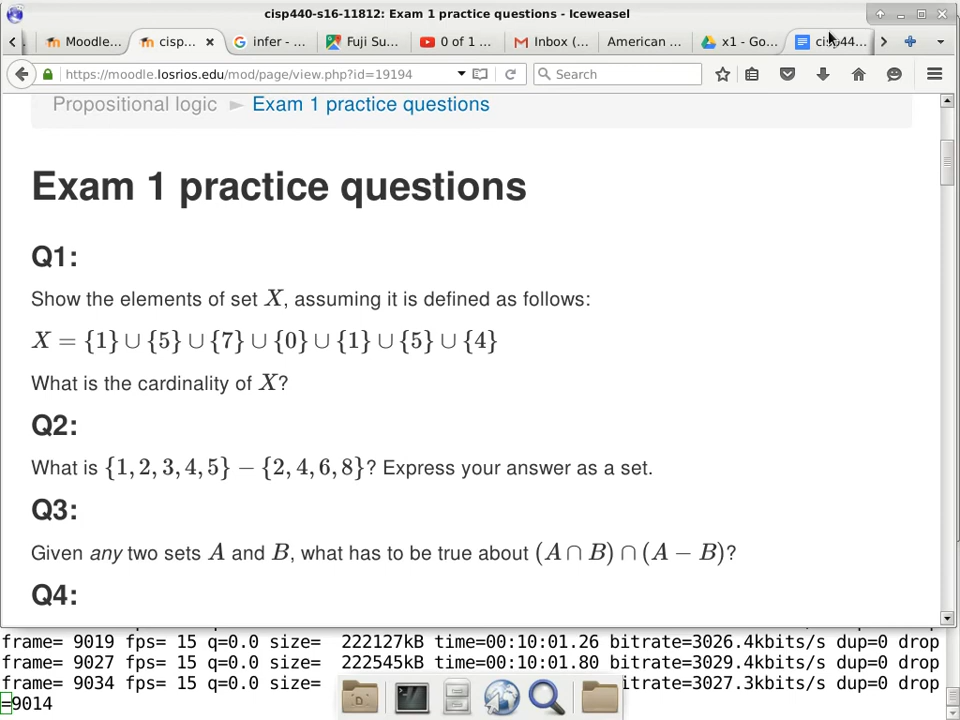 cisp440-s16-11812: Exam 1 practice questions - Iceweasel
Moodle... cisp... infer - ... Fuji Su... 0 of 1 ... Inbox (... American ... x1 - Go... cisp44...
https://moodle.losrios.edu/mod/page/view.php?id=19194 Search
Propositional logic ► Exam 1 practice questions
Exam 1 practice questions
Q1:
Show the elements of set X, assuming it is defined as follows:
X = {1} ∪ {5} ∪ {7} ∪ {0} ∪ {1} ∪ {5} ∪ {4}
What is the cardinality of X?
Q2:
What is {1, 2, 3, 4, 5} − {2, 4, 6, 8}? Express your answer as a set.
Q3:
Given any two sets A and B, what has to be true about (A ∩ B) ∩ (A − B)?
Q4:
frame= 9019 fps= 15 q=0.0 size=  222127kB time=00:10:01.26 bitrate=3026.4kbits/s dup=0 drop
frame= 9027 fps= 15 q=0.0 size=  222545kB time=00:10:01.80 bitrate=3029.4kbits/s dup=0 drop
frame= 9034 fps= 15 q=0.0 size= itrate=3027.3kbits/s dup=0 drop
=9014